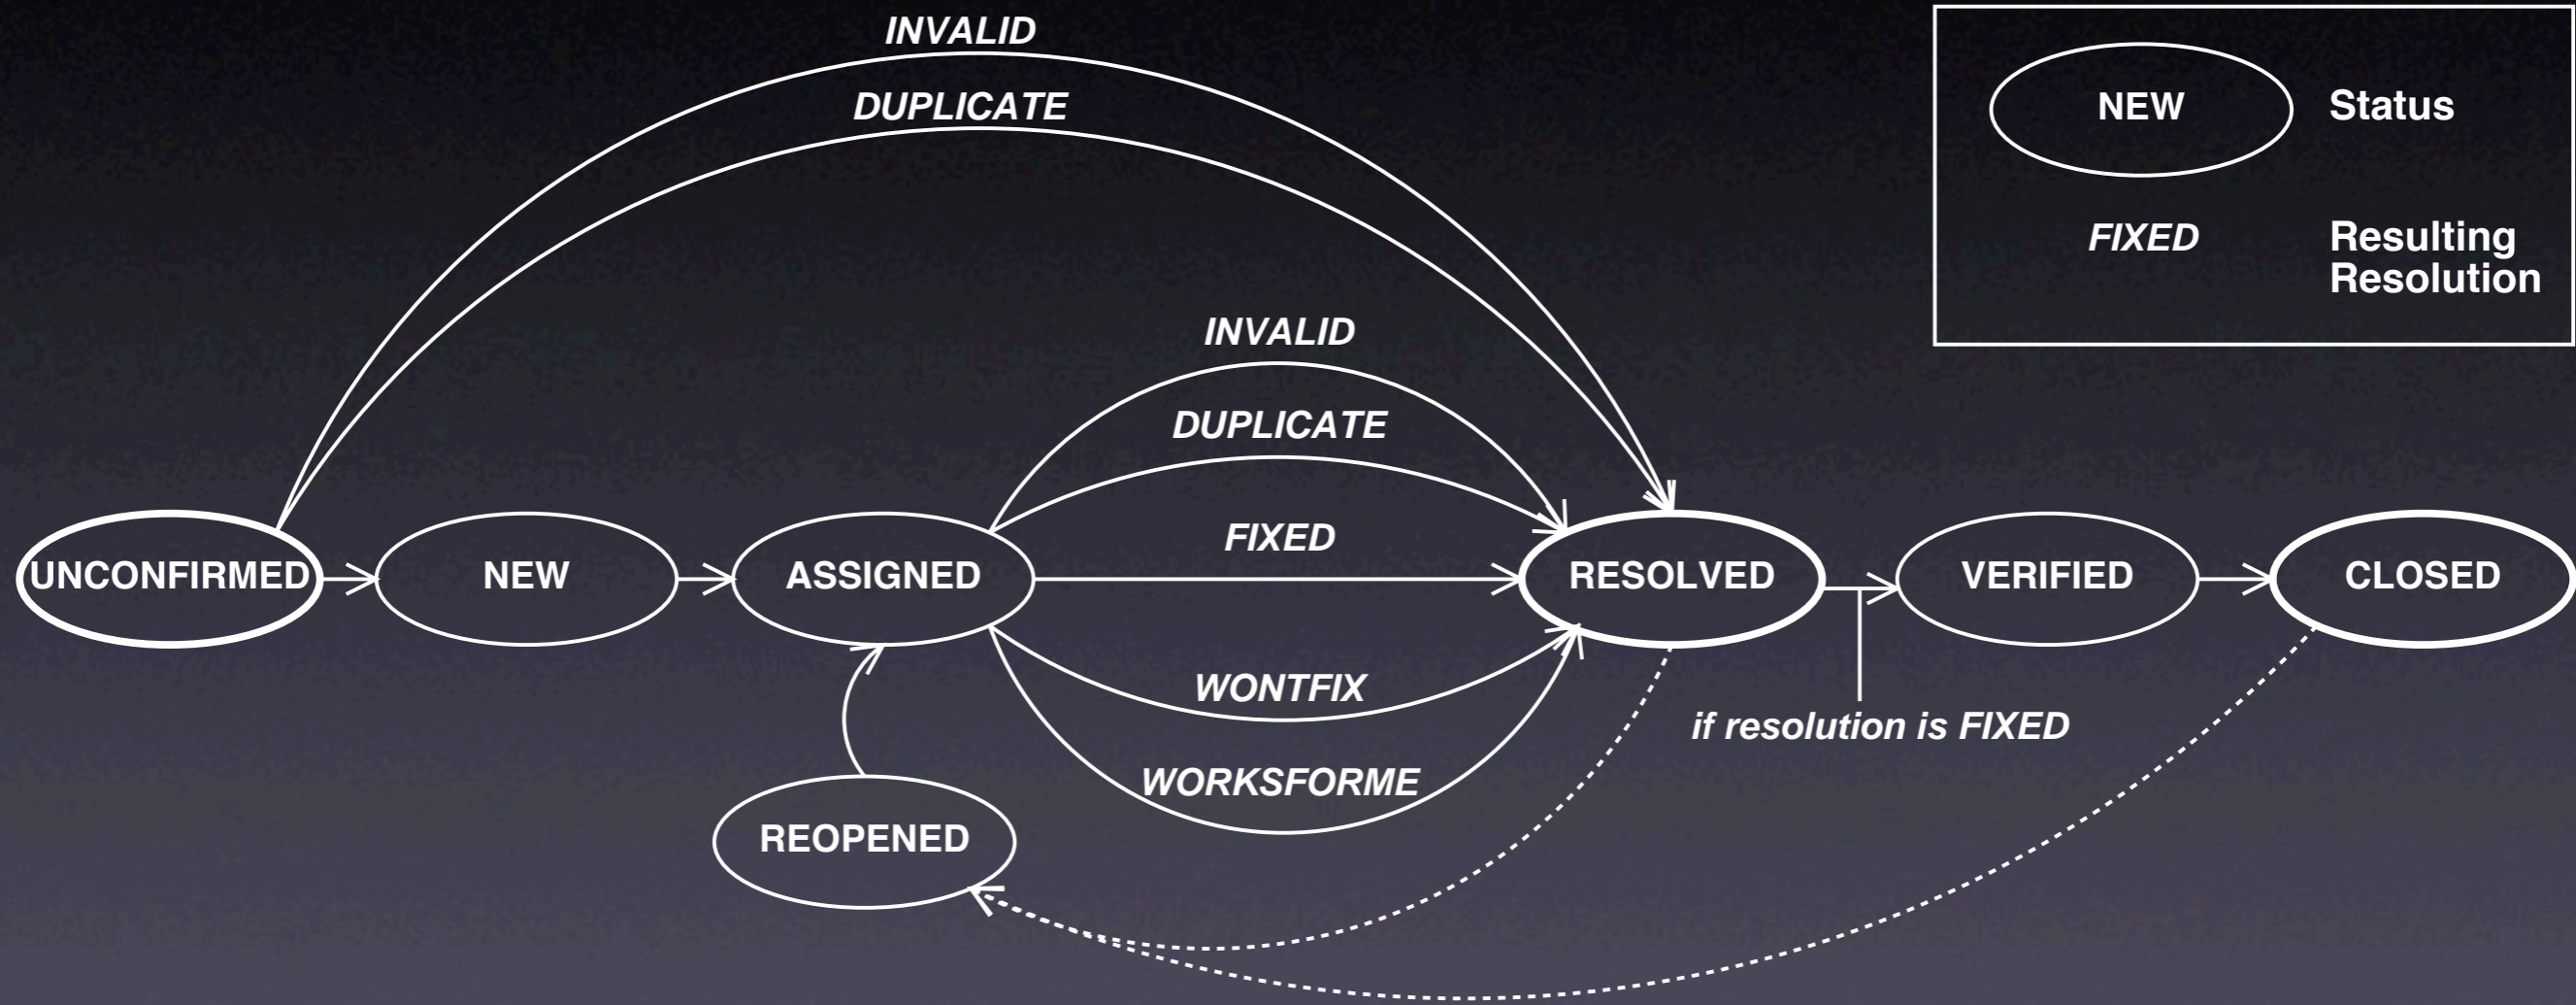 INVALID
DUPLICATE
NEW
Status
FIXED
Resulting
Resolution
INVALID
DUPLICATE
FIXED
UNCONFIRMED
NEW
ASSIGNED
RESOLVED
VERIFIED
CLOSED
WONTFIX
if resolution is FIXED
WORKSFORME
REOPENED